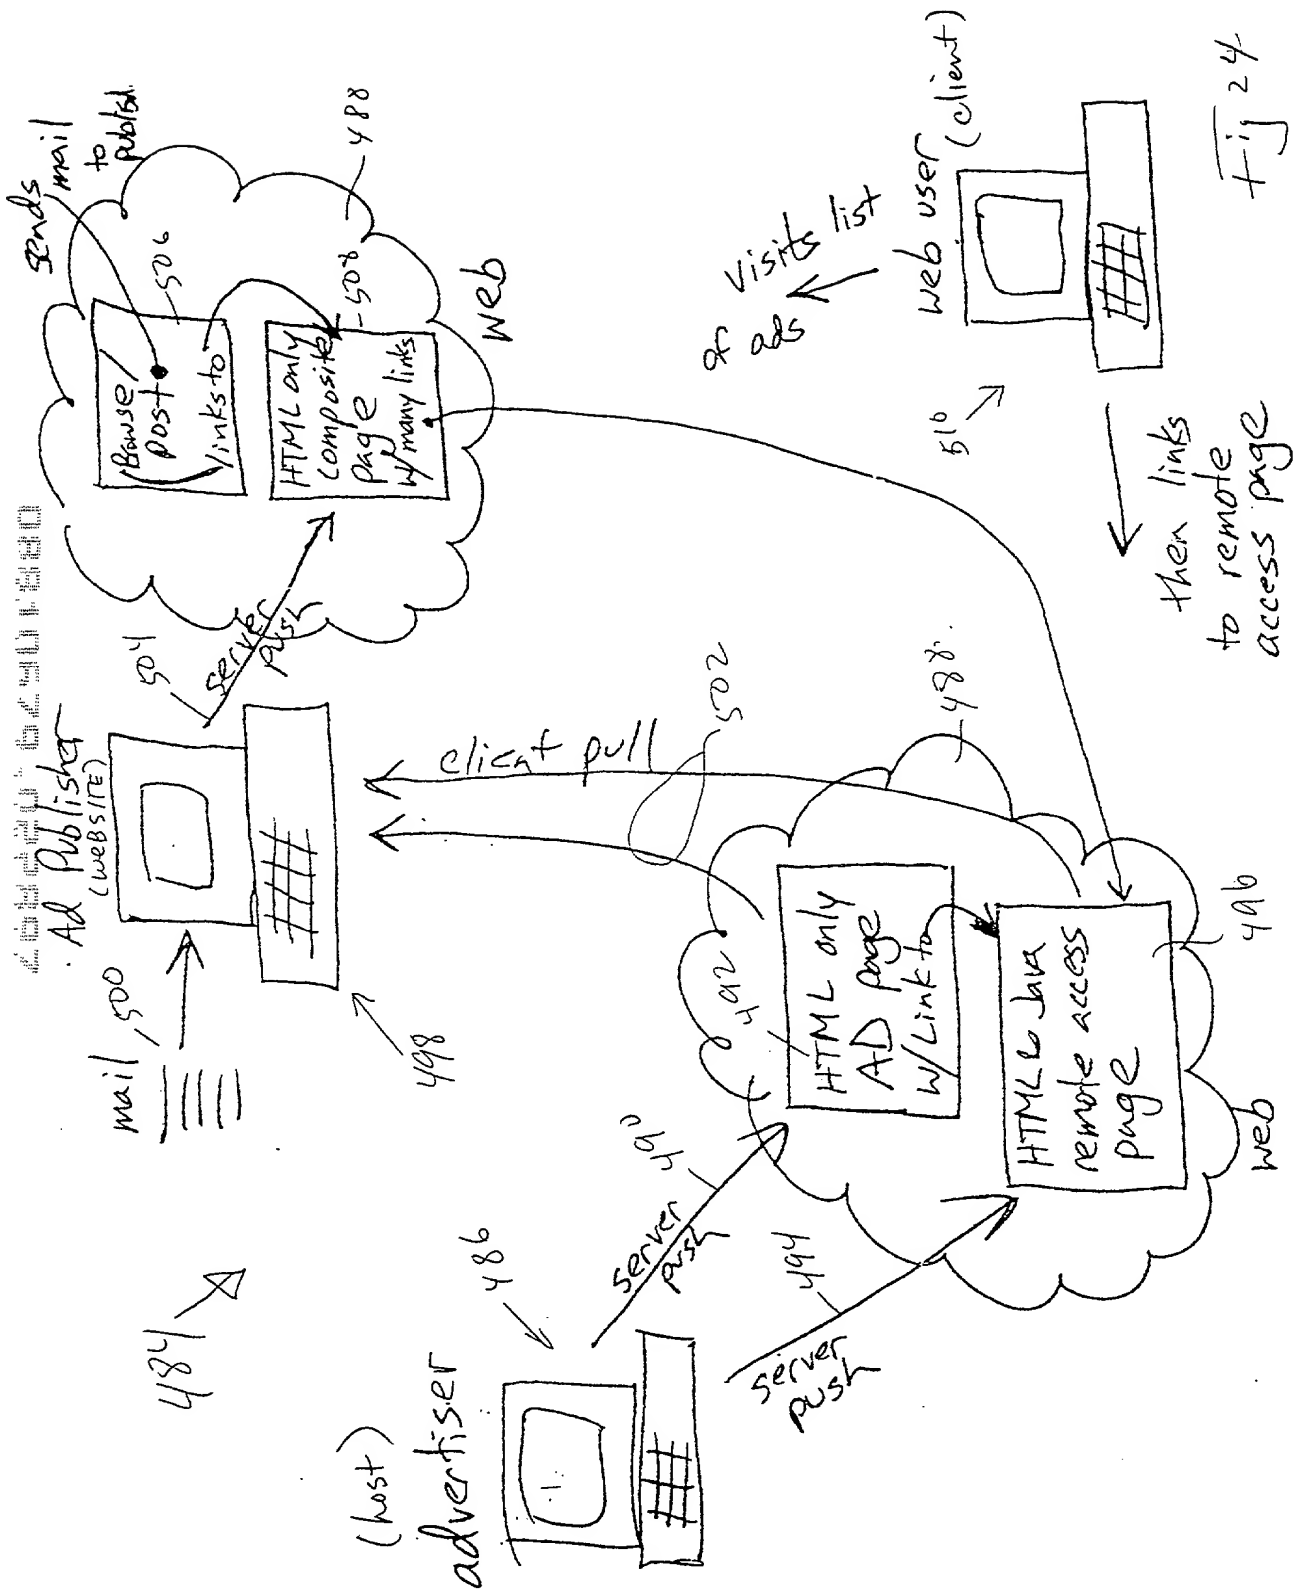 484
(host)
advertiser
486
server
push
490
server
push
494
mail
500
Ad Publisher
(WEBSITE)
498
504
server
push
client pull
502
sends
mail
to
publish.
Browse/
post
links to
506
HTML only
composite
page
w/many links
508
488
web
492
HTML only
AD page
w/Link to
HTML & Java
remote access
page
496
488
web
visits list
of ads
web user
(client)
510
then links
to remote
access page
Fig 24